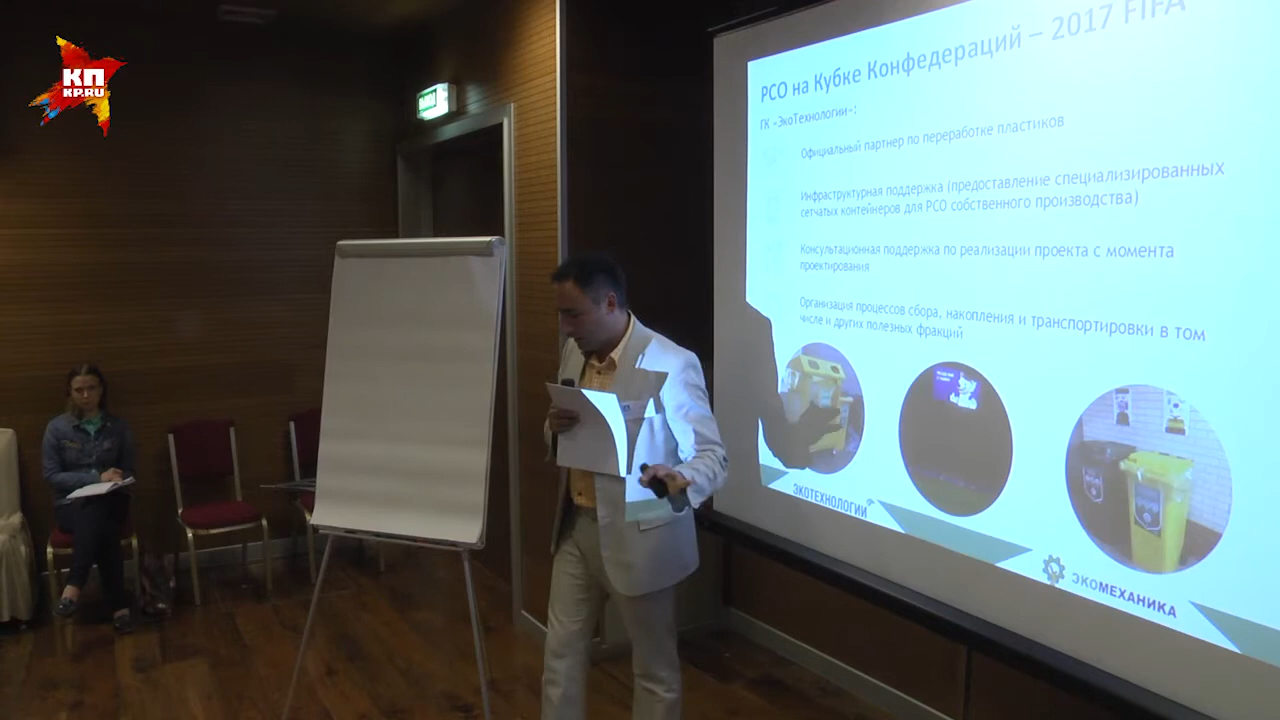 КП
KP.RU
ВЫХОД
РСО на Кубке Конфедераций – 2017 FIFA
ГК «ЭкоТехнологии»:
Официальный партнер по переработке пластиков
Инфраструктурная поддержка (предоставление специализированных
сетчатых контейнеров для РСО собственного производства)
Консультационная поддержка по реализации проекта с момента
проектирования
Организация процессов сбора, накопления и транспортировки в том
числе и других полезных фракций
ЭКОТЕХНОЛОГИИ
ЭКОМЕХАНИКА